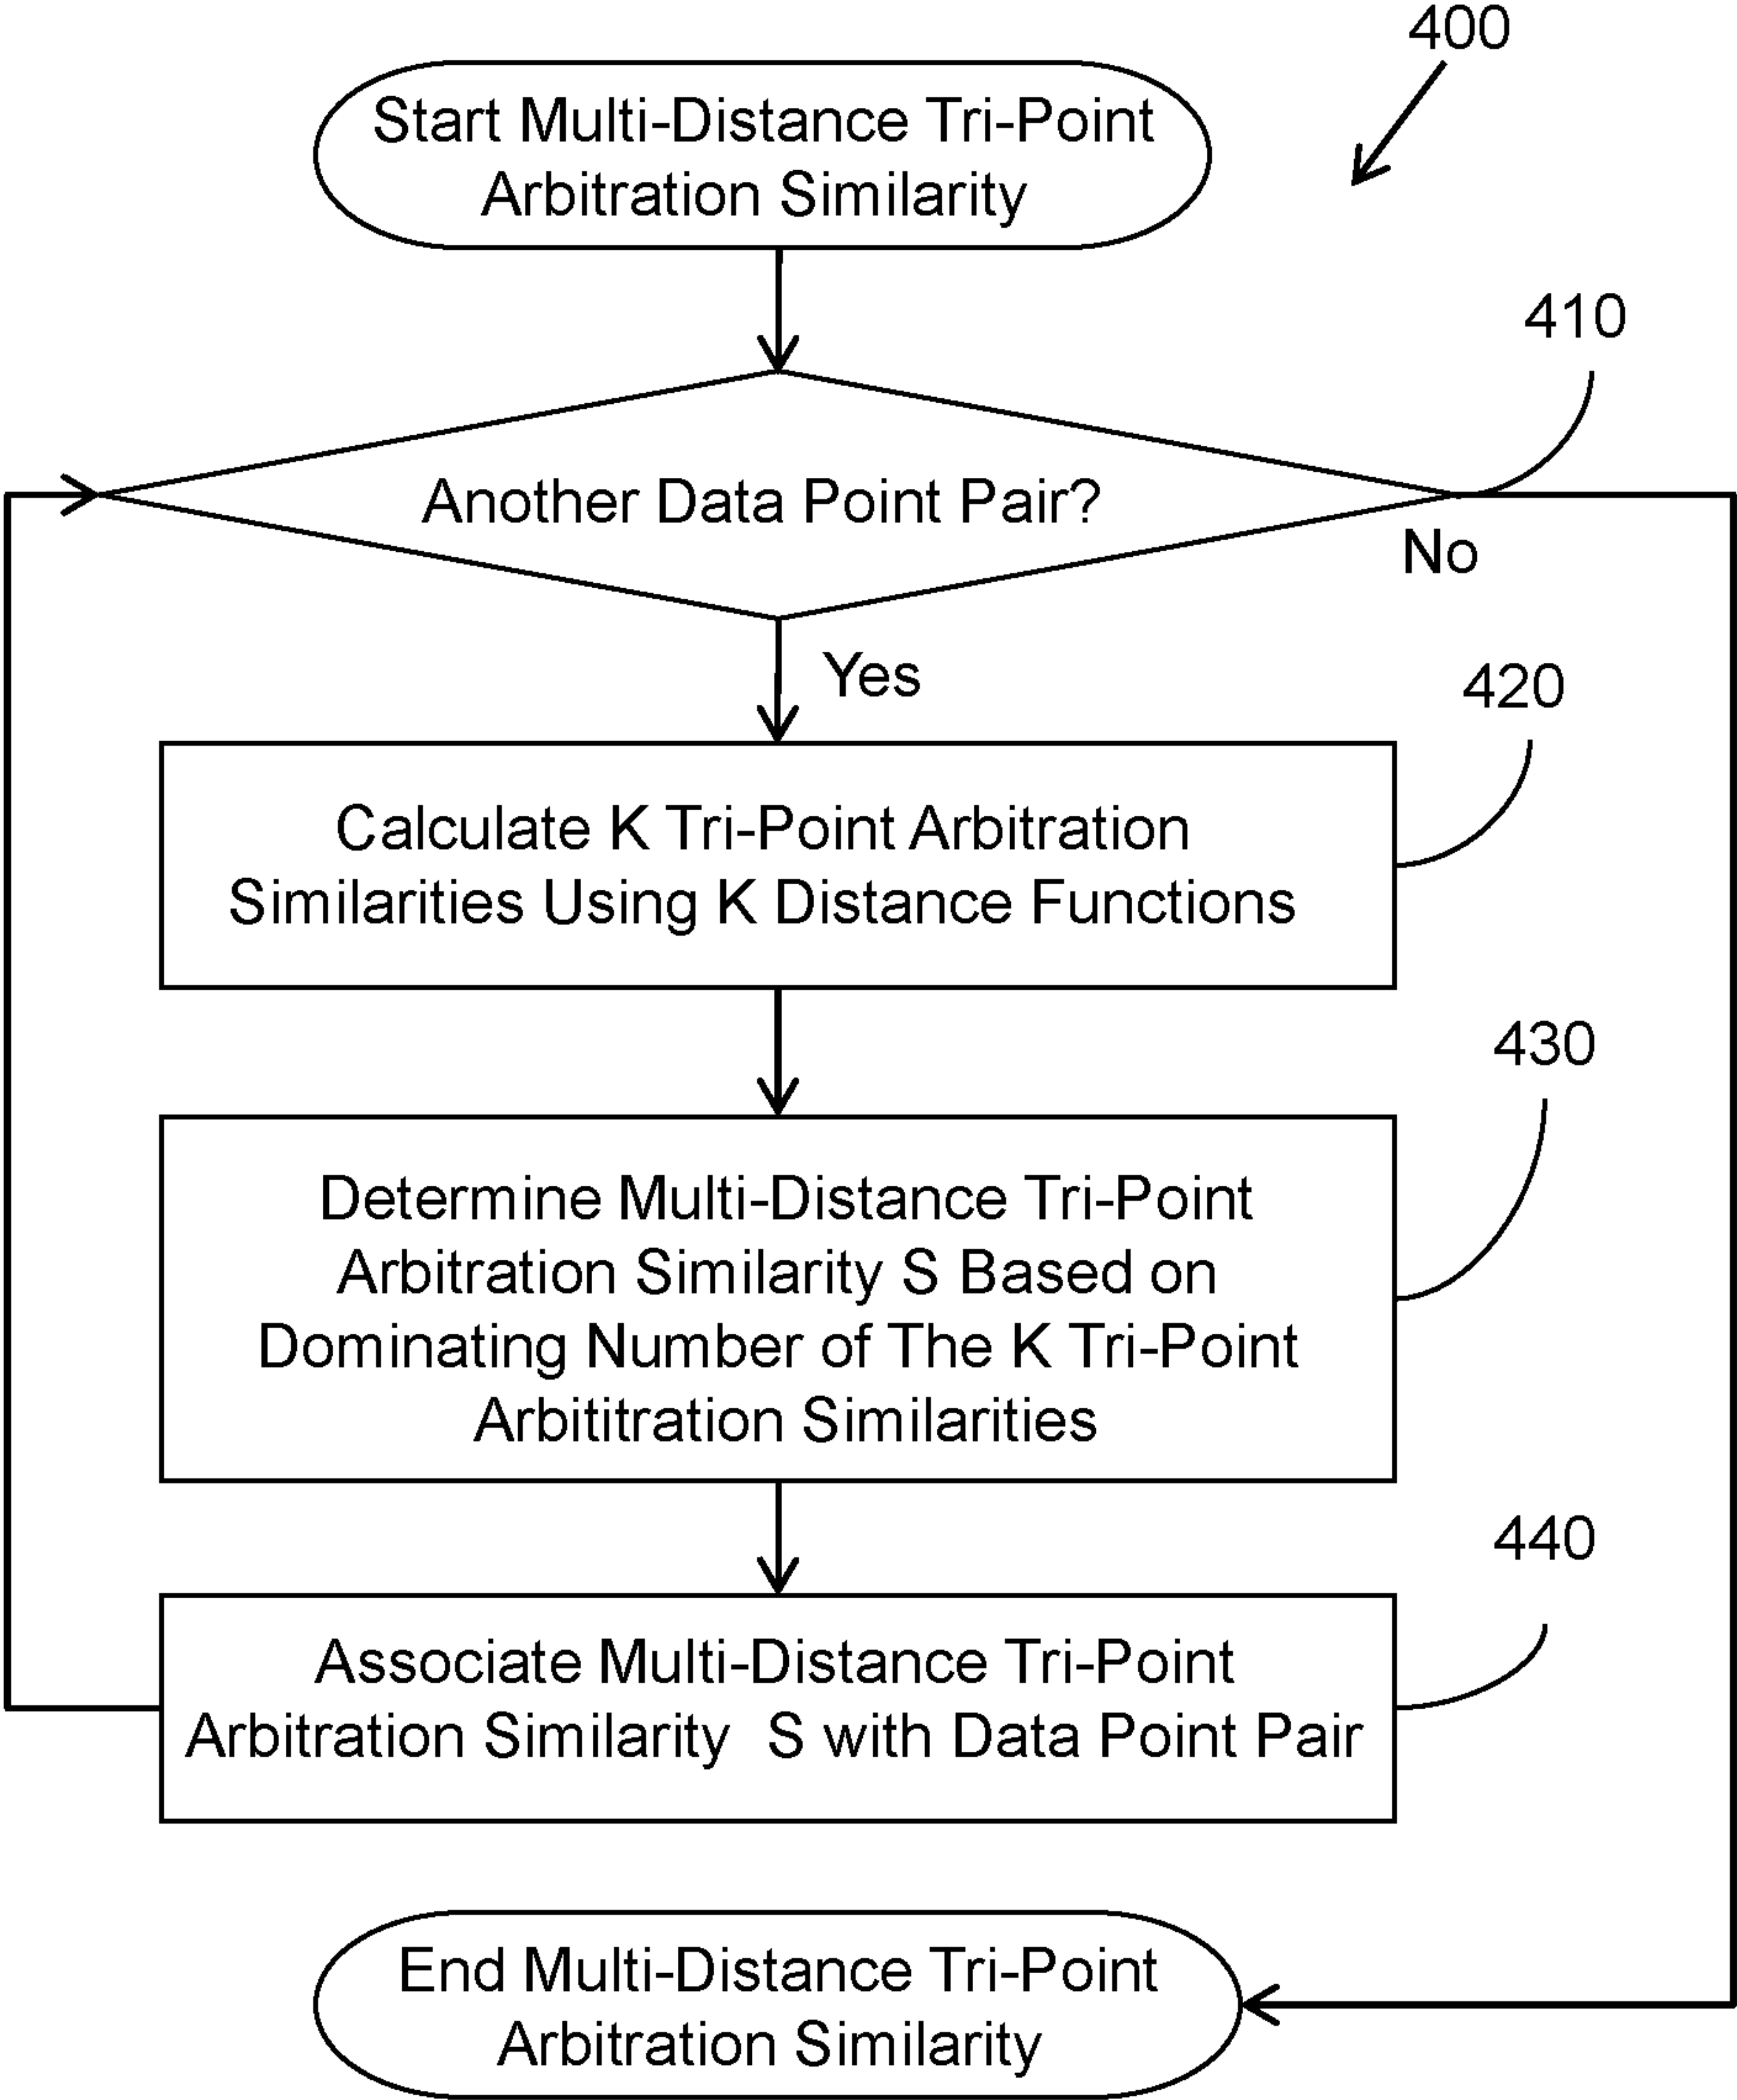 400
Start Multi-Distance Tri-Point
Arbitration Similarity
410
Another Data Point Pair?
No
Yes
420
Calculate K Tri-Point Arbitration
Similarities Using K Distance Functions
430
Determine Multi-Distance Tri-Point
Arbitration Similarity S Based on
Dominating Number of The K Tri-Point
Arbititration Similarities
440
Associate Multi-Distance Tri-Point
Arbitration Similarity S with Data Point Pair
End Multi-Distance Tri-Point
Arbitration Similarity